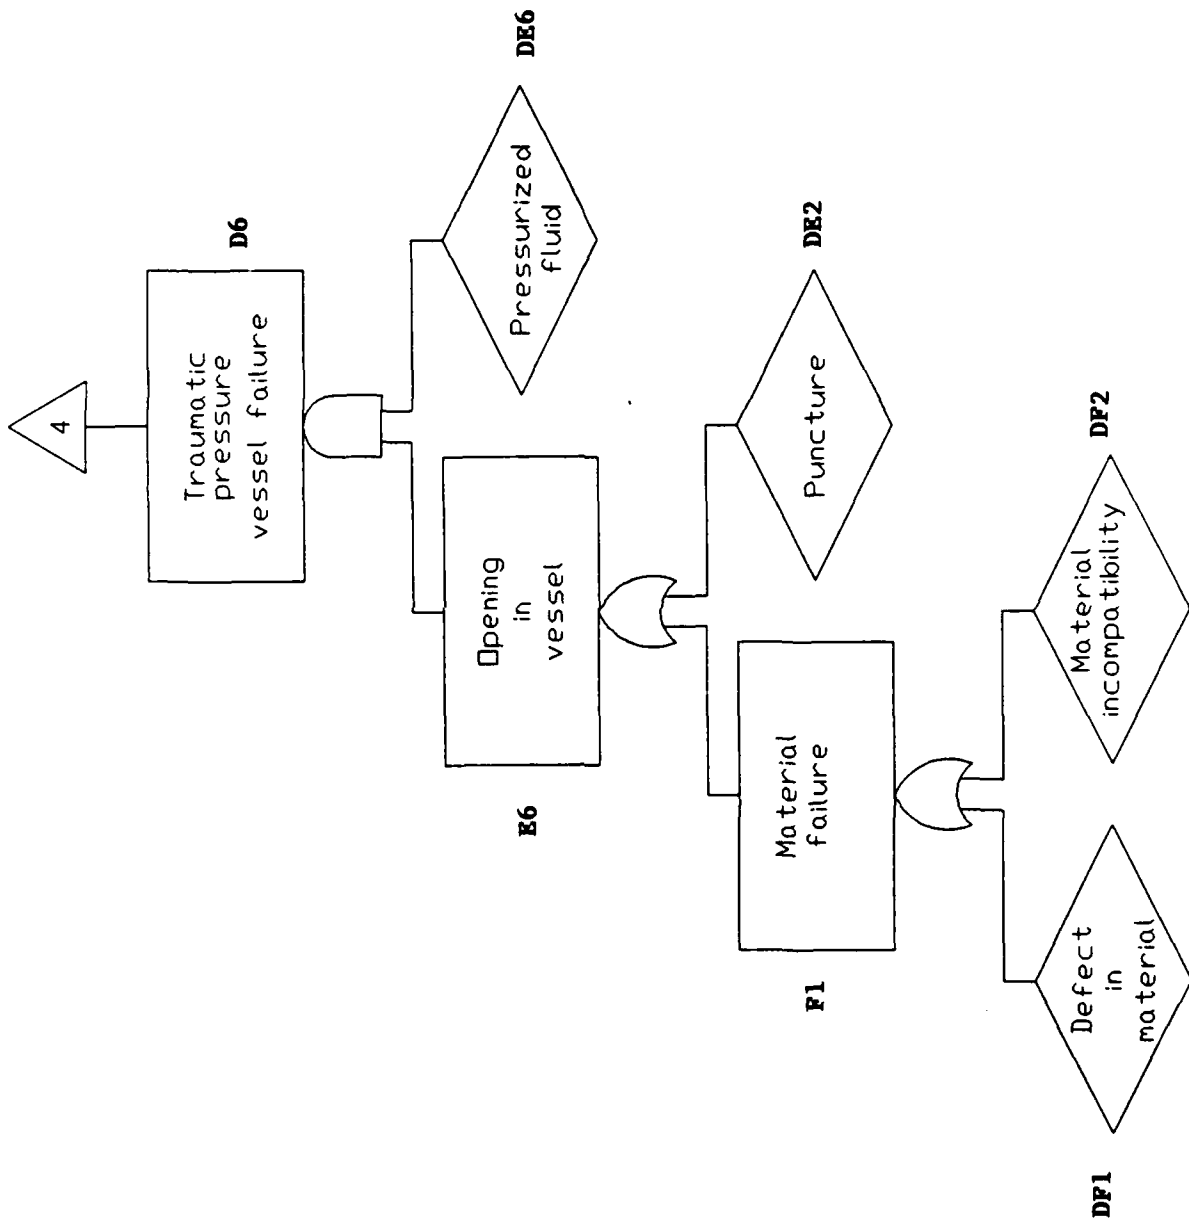 4
Traumatic
pressure
vessel failure
D6
Opening
in
vessel
E6
Pressurized
fluid
DE6
Material
failure
F1
Puncture
DE2
Defect
in
material
DF1
Material
incompatibility
DF2